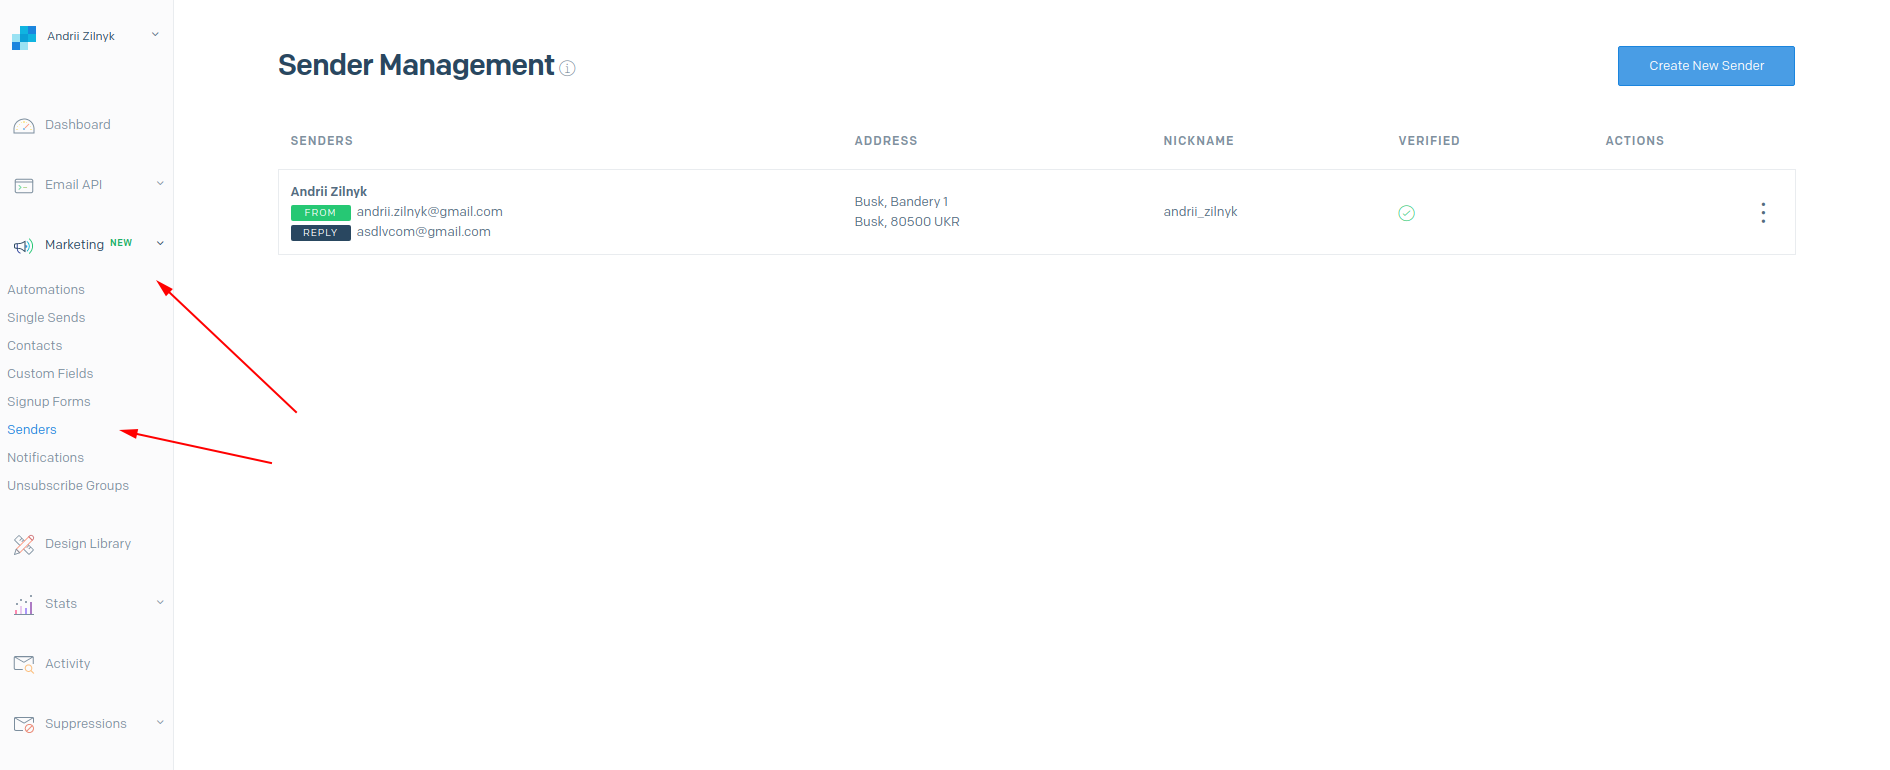 Andrii Zilnyk
Dashboard
Email API
Marketing NEW
Automations
Single Sends
Contacts
Custom Fields
Signup Forms
Senders
Notifications
Unsubscribe Groups
Design Library
Stats
Activity
Suppressions
Sender Management
Create New Sender
SENDERS ADDRESS NICKNAME VERIFIED ACTIONS
Andrii Zilnyk
FROM andrii.zilnyk@gmail.com
REPLY asdlvcom@gmail.com
Busk, Bandery 1
Busk, 80500 UKR
andrii_zilnyk